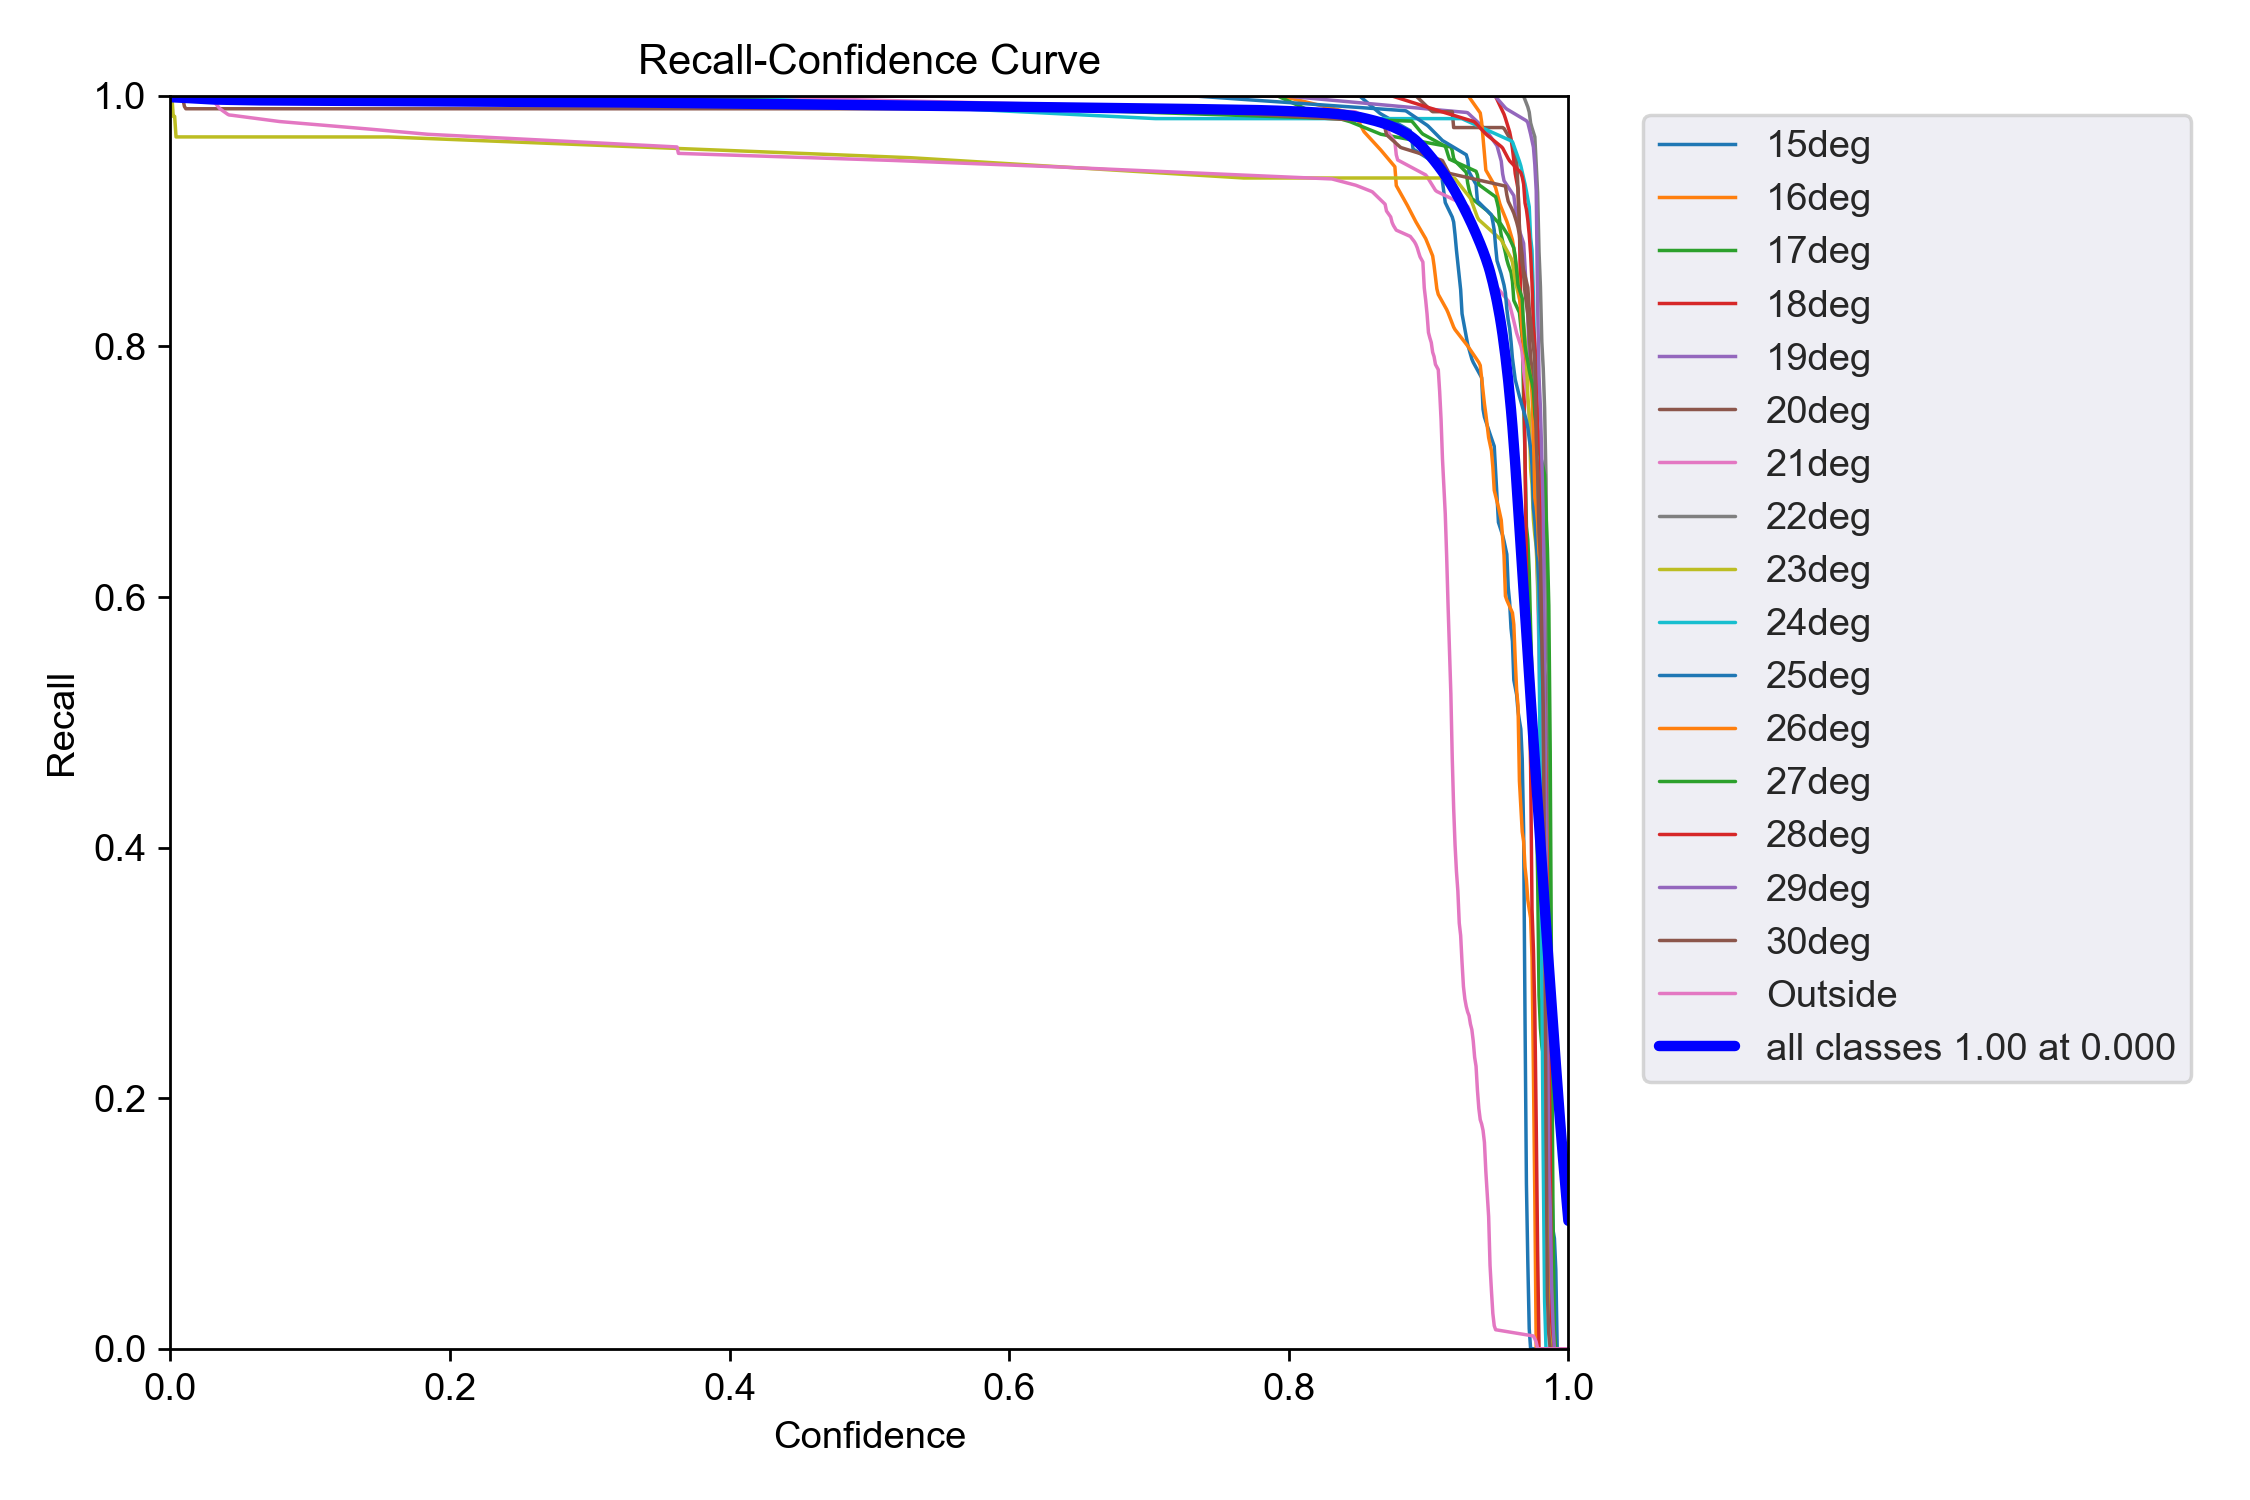 Recall-Confidence Curve
1.0
0.8
0.6
0.4
0.2
0.0
Recall
0.0 0.2 0.4 0.6 0.8 1.0
Confidence
15deg
16deg
17deg
18deg
19deg
20deg
21deg
22deg
23deg
24deg
25deg
26deg
27deg
28deg
29deg
30deg
Outside
all classes 1.00 at 0.000